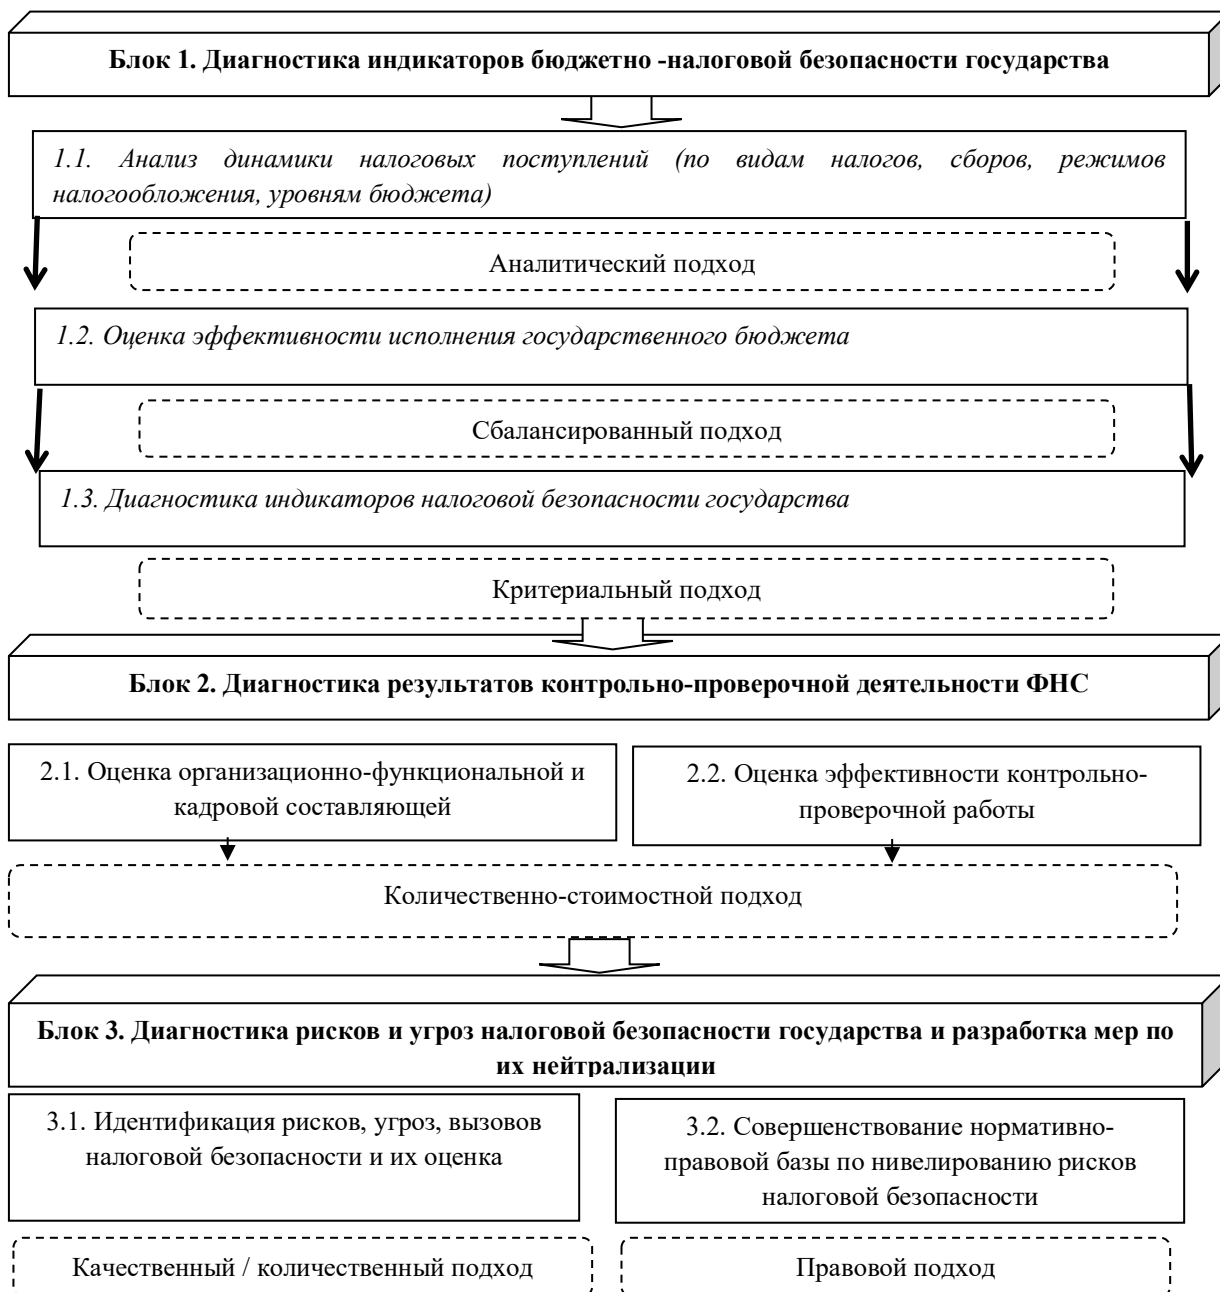 Блок 1. Диагностика индикаторов бюджетно -налоговой безопасности государства
1.1. Анализ динамики налоговых поступлений (по видам налогов, сборов, режимов
налогообложения, уровням бюджета)
Аналитический подход
1.2. Оценка эффективности исполнения государственного бюджета
Сбалансированный подход
1.3. Диагностика индикаторов налоговой безопасности государства
Критериальный подход
Блок 2. Диагностика результатов контрольно-проверочной деятельности ФНС
2.1. Оценка организационно-функциональной и
кадровой составляющей
2.2. Оценка эффективности контрольно-
проверочной работы
Количественно-стоимостной подход
Блок 3. Диагностика рисков и угроз налоговой безопасности государства и разработка мер по
их нейтрализации
3.1. Идентификация рисков, угроз, вызовов
налоговой безопасности и их оценка
3.2. Совершенствование нормативно-
правовой базы по нивелированию рисков
налоговой безопасности
Качественный / количественный подход
Правовой подход